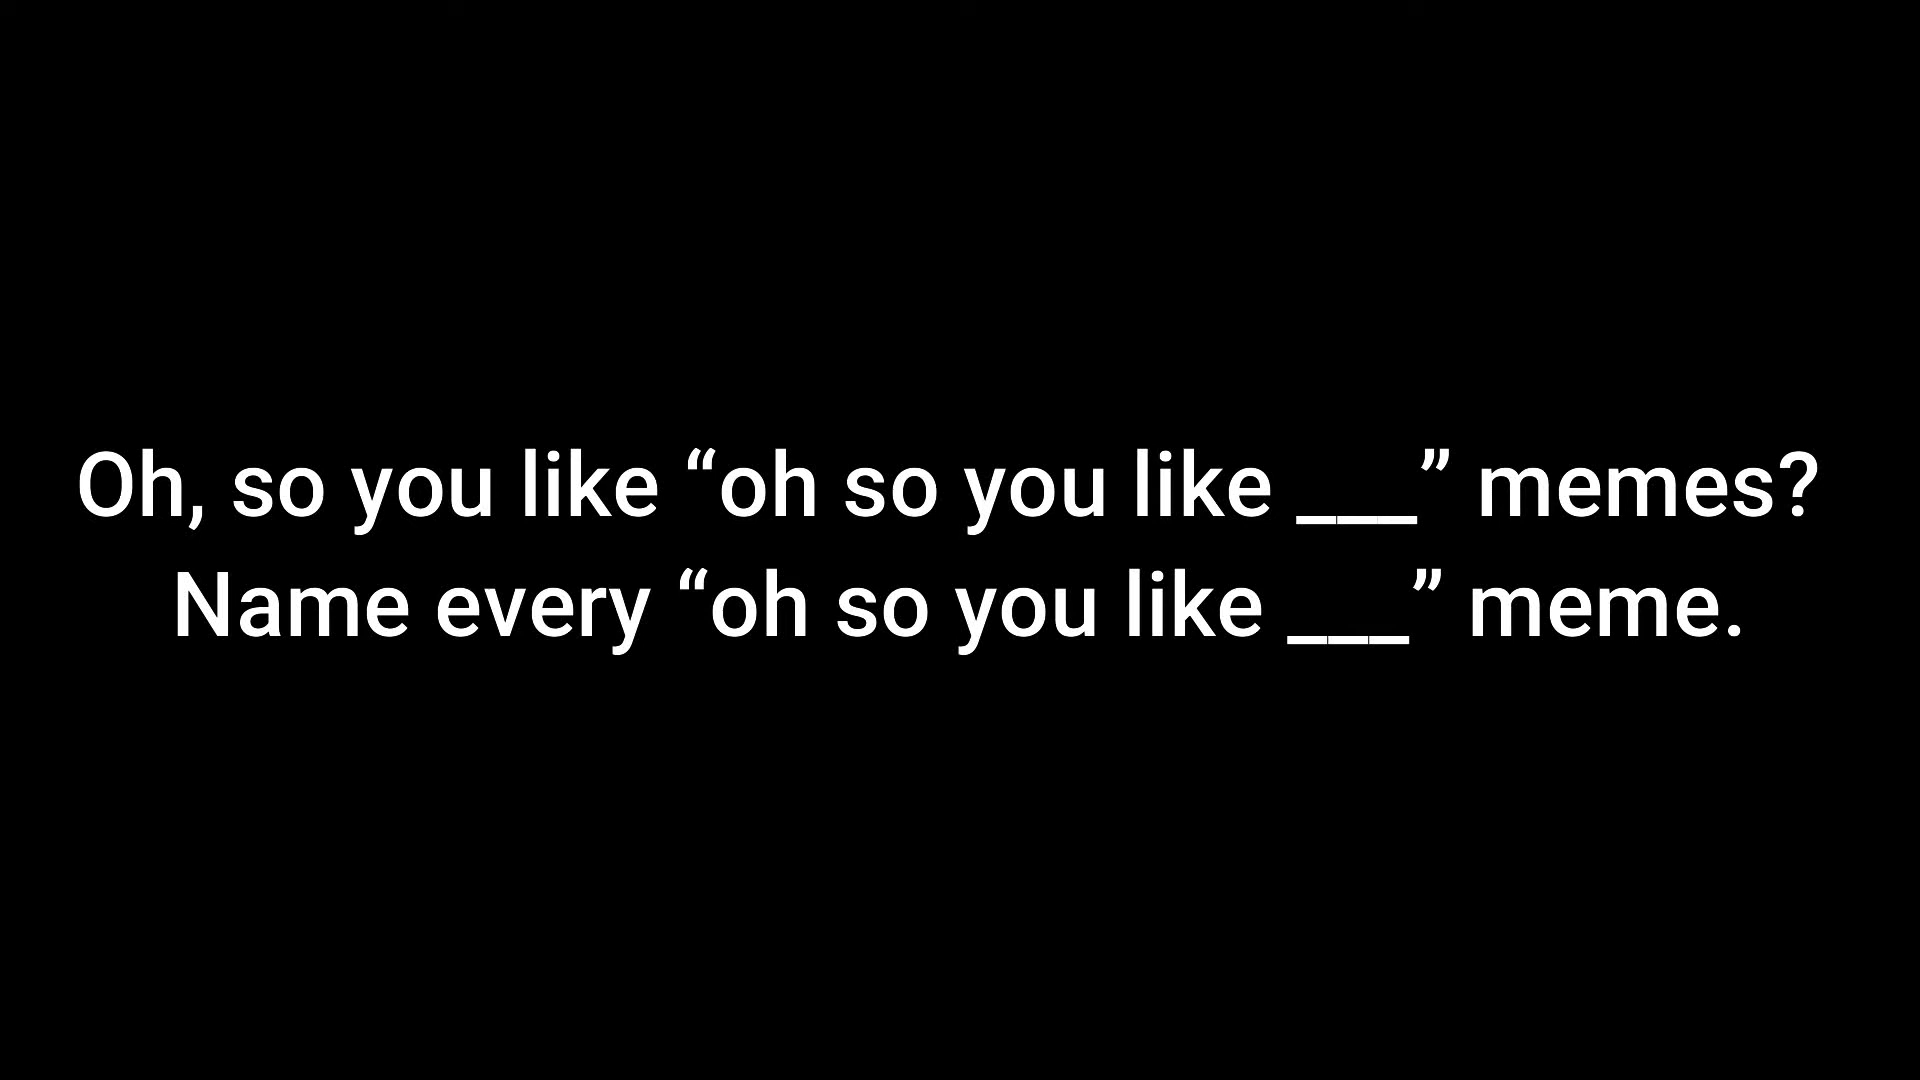 Oh, so you like “oh so you like ___” memes?
Name every “oh so you like ___” meme.